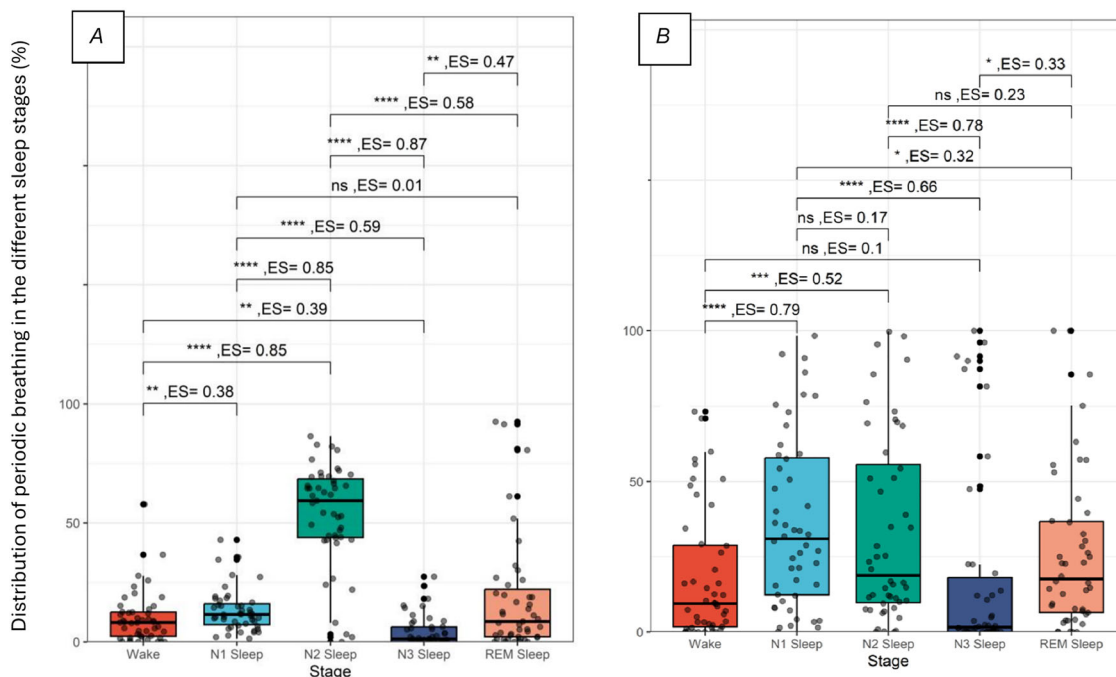 Distribution of periodic breathing in the different sleep stages (%)
A
** ,ES= 0.47
**** ,ES= 0.58
**** ,ES= 0.87
ns ,ES= 0.01
**** ,ES= 0.59
**** ,ES= 0.85
** ,ES= 0.39
**** ,ES= 0.85
** ,ES= 0.38
100
50
0
Wake N1 Sleep N2 Sleep N3 Sleep REM Sleep
Stage
B
* ,ES= 0.33
ns ,ES= 0.23
**** ,ES= 0.78
* ,ES= 0.32
**** ,ES= 0.66
ns ,ES= 0.17
ns ,ES= 0.1
*** ,ES= 0.52
**** ,ES= 0.79
100
50
0
Wake N1 Sleep N2 Sleep N3 Sleep REM Sleep
Stage